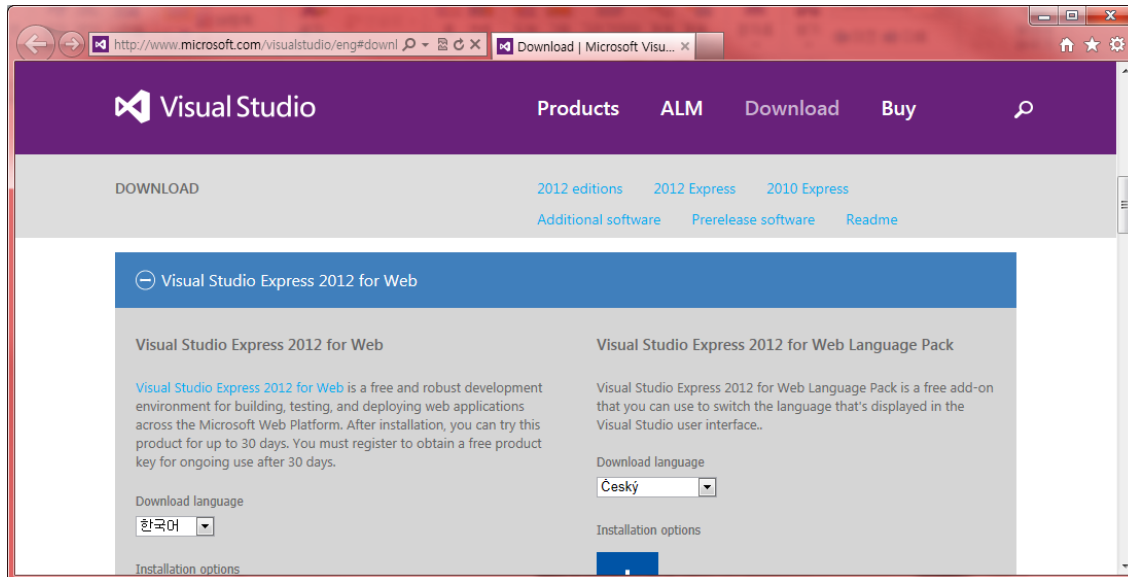 http://www.microsoft.com/visualstudio/eng#downl
Download | Microsoft Visu...
Visual Studio
Products ALM Download Buy
DOWNLOAD
2012 editions 2012 Express 2010 Express
Additional software Prerelease software Readme
Visual Studio Express 2012 for Web
Visual Studio Express 2012 for Web
Visual Studio Express 2012 for Web is a free and robust development
environment for building, testing, and deploying web applications
across the Microsoft Web Platform. After installation, you can try this
product for up to 30 days. You must register to obtain a free product
key for ongoing use after 30 days.
Download language
한국어
Installation options
Visual Studio Express 2012 for Web Language Pack
Visual Studio Express 2012 for Web Language Pack is a free add-on
that you can use to switch the language that's displayed in the
Visual Studio user interface..
Download language
Český
Installation options